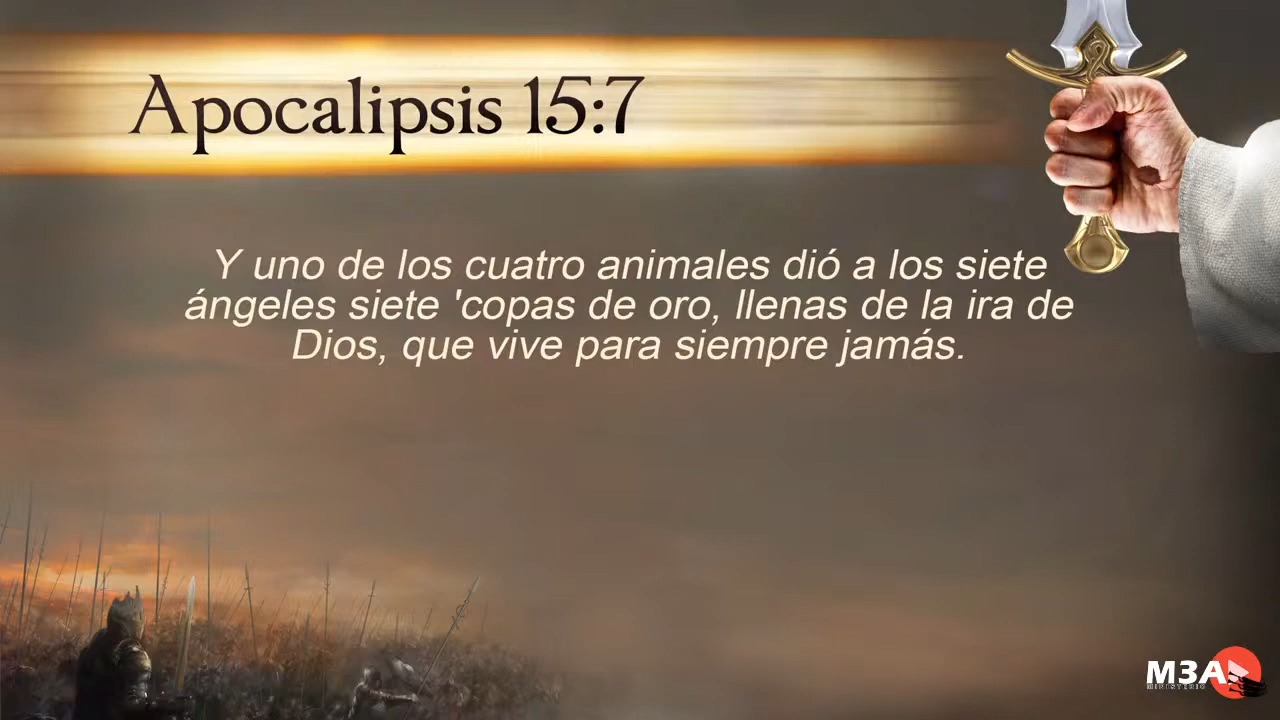 Apocalipsis 15:7
Y uno de los cuatro animales dió a los siete
ángeles siete 'copas de oro, llenas de la ira de
Dios, que vive para siempre jamás.
M3A
MINISTERIO